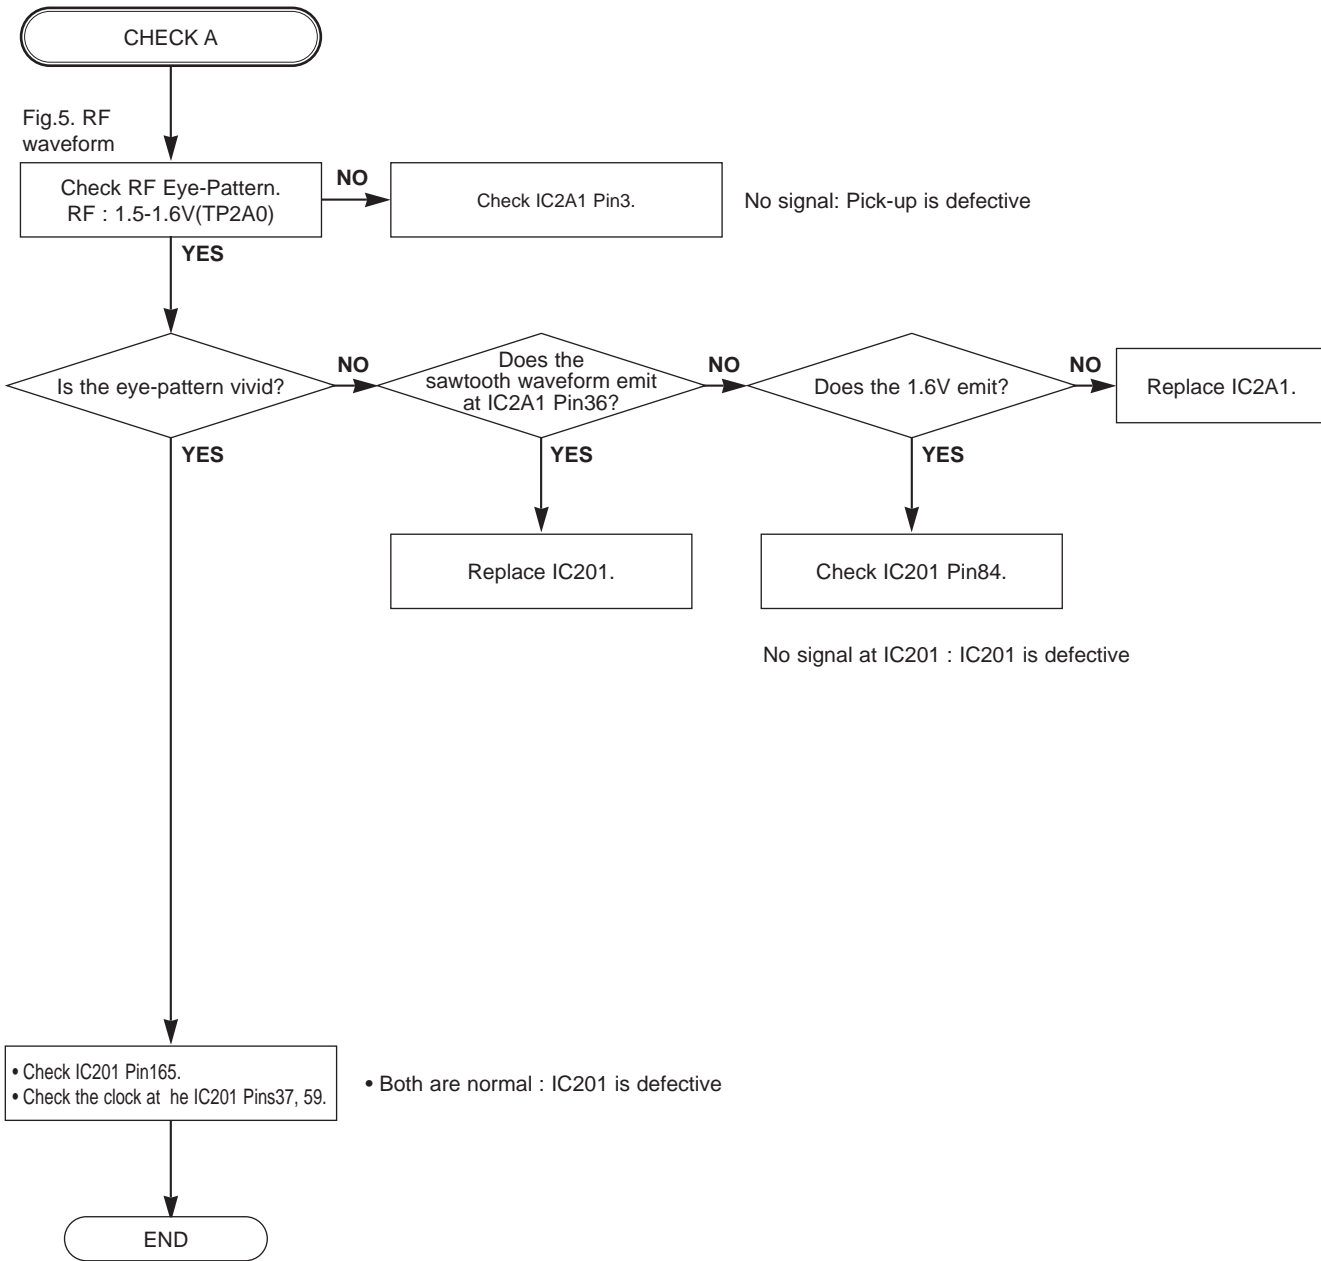 CHECK A
Fig.5. RF
waveform
Check RF Eye-Pattern.
RF : 1.5-1.6V(TP2A0)
NO
Check IC2A1 Pin3.
No signal: Pick-up is defective
YES
Is the eye-pattern vivid?
NO
Does the
sawtooth waveform emit
at IC2A1 Pin36?
NO
Does the 1.6V emit?
NO
Replace IC2A1.
YES
YES
YES
Replace IC201.
Check IC201 Pin84.
No signal at IC201 : IC201 is defective
• Check IC201 Pin165.
• Check the clock at he IC201 Pins37, 59.
• Both are normal : IC201 is defective
END